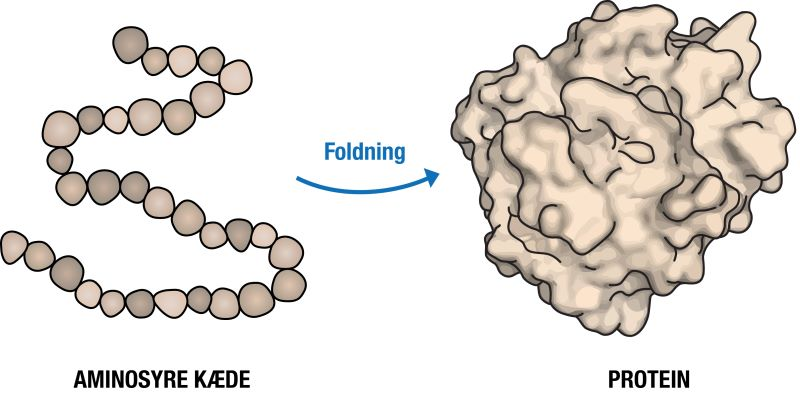 Foldning
AMINOSYRE KÆDE
PROTEIN